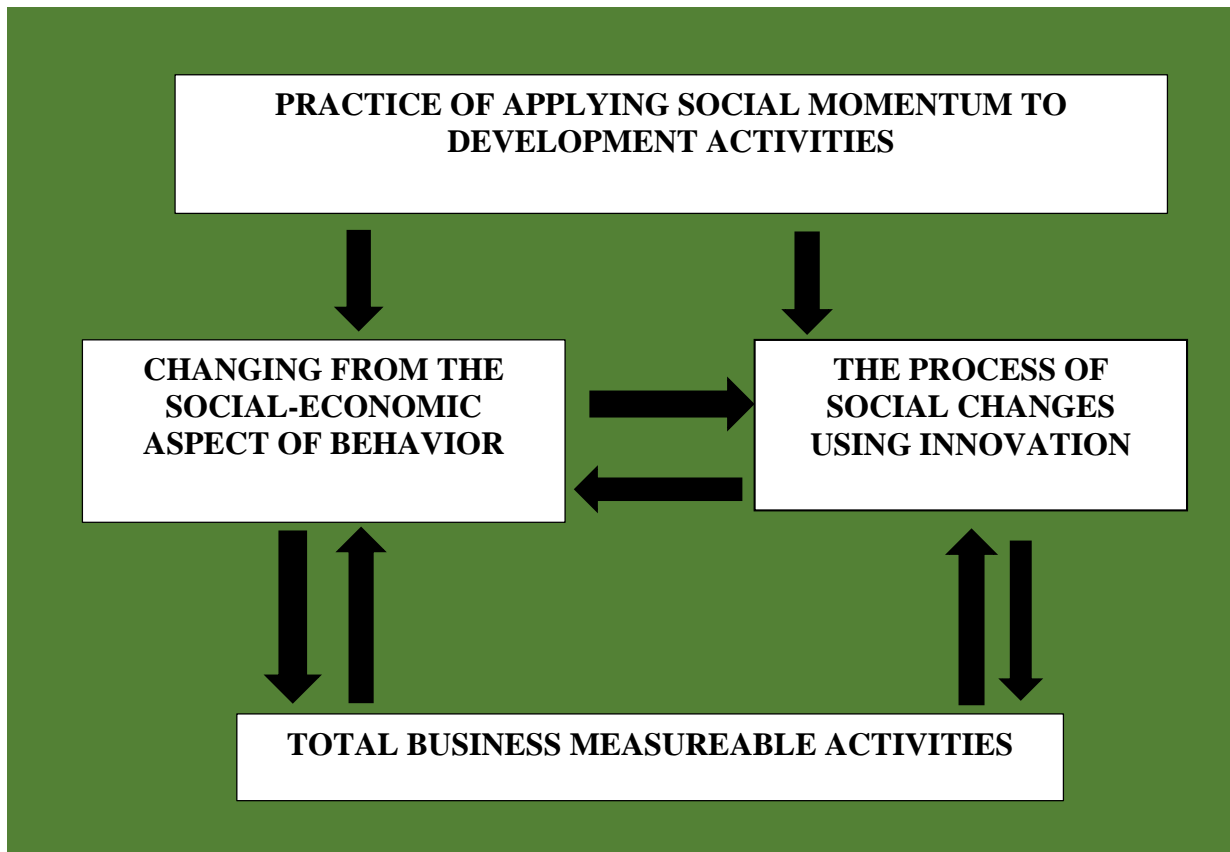 PRACTICE OF APPLYING SOCIAL MOMENTUM TO
DEVELOPMENT ACTIVITIES
CHANGING FROM THE
SOCIAL-ECONOMIC
ASPECT OF BEHAVIOR
THE PROCESS OF
SOCIAL CHANGES
USING INNOVATION
TOTAL BUSINESS MEASUREABLE ACTIVITIES